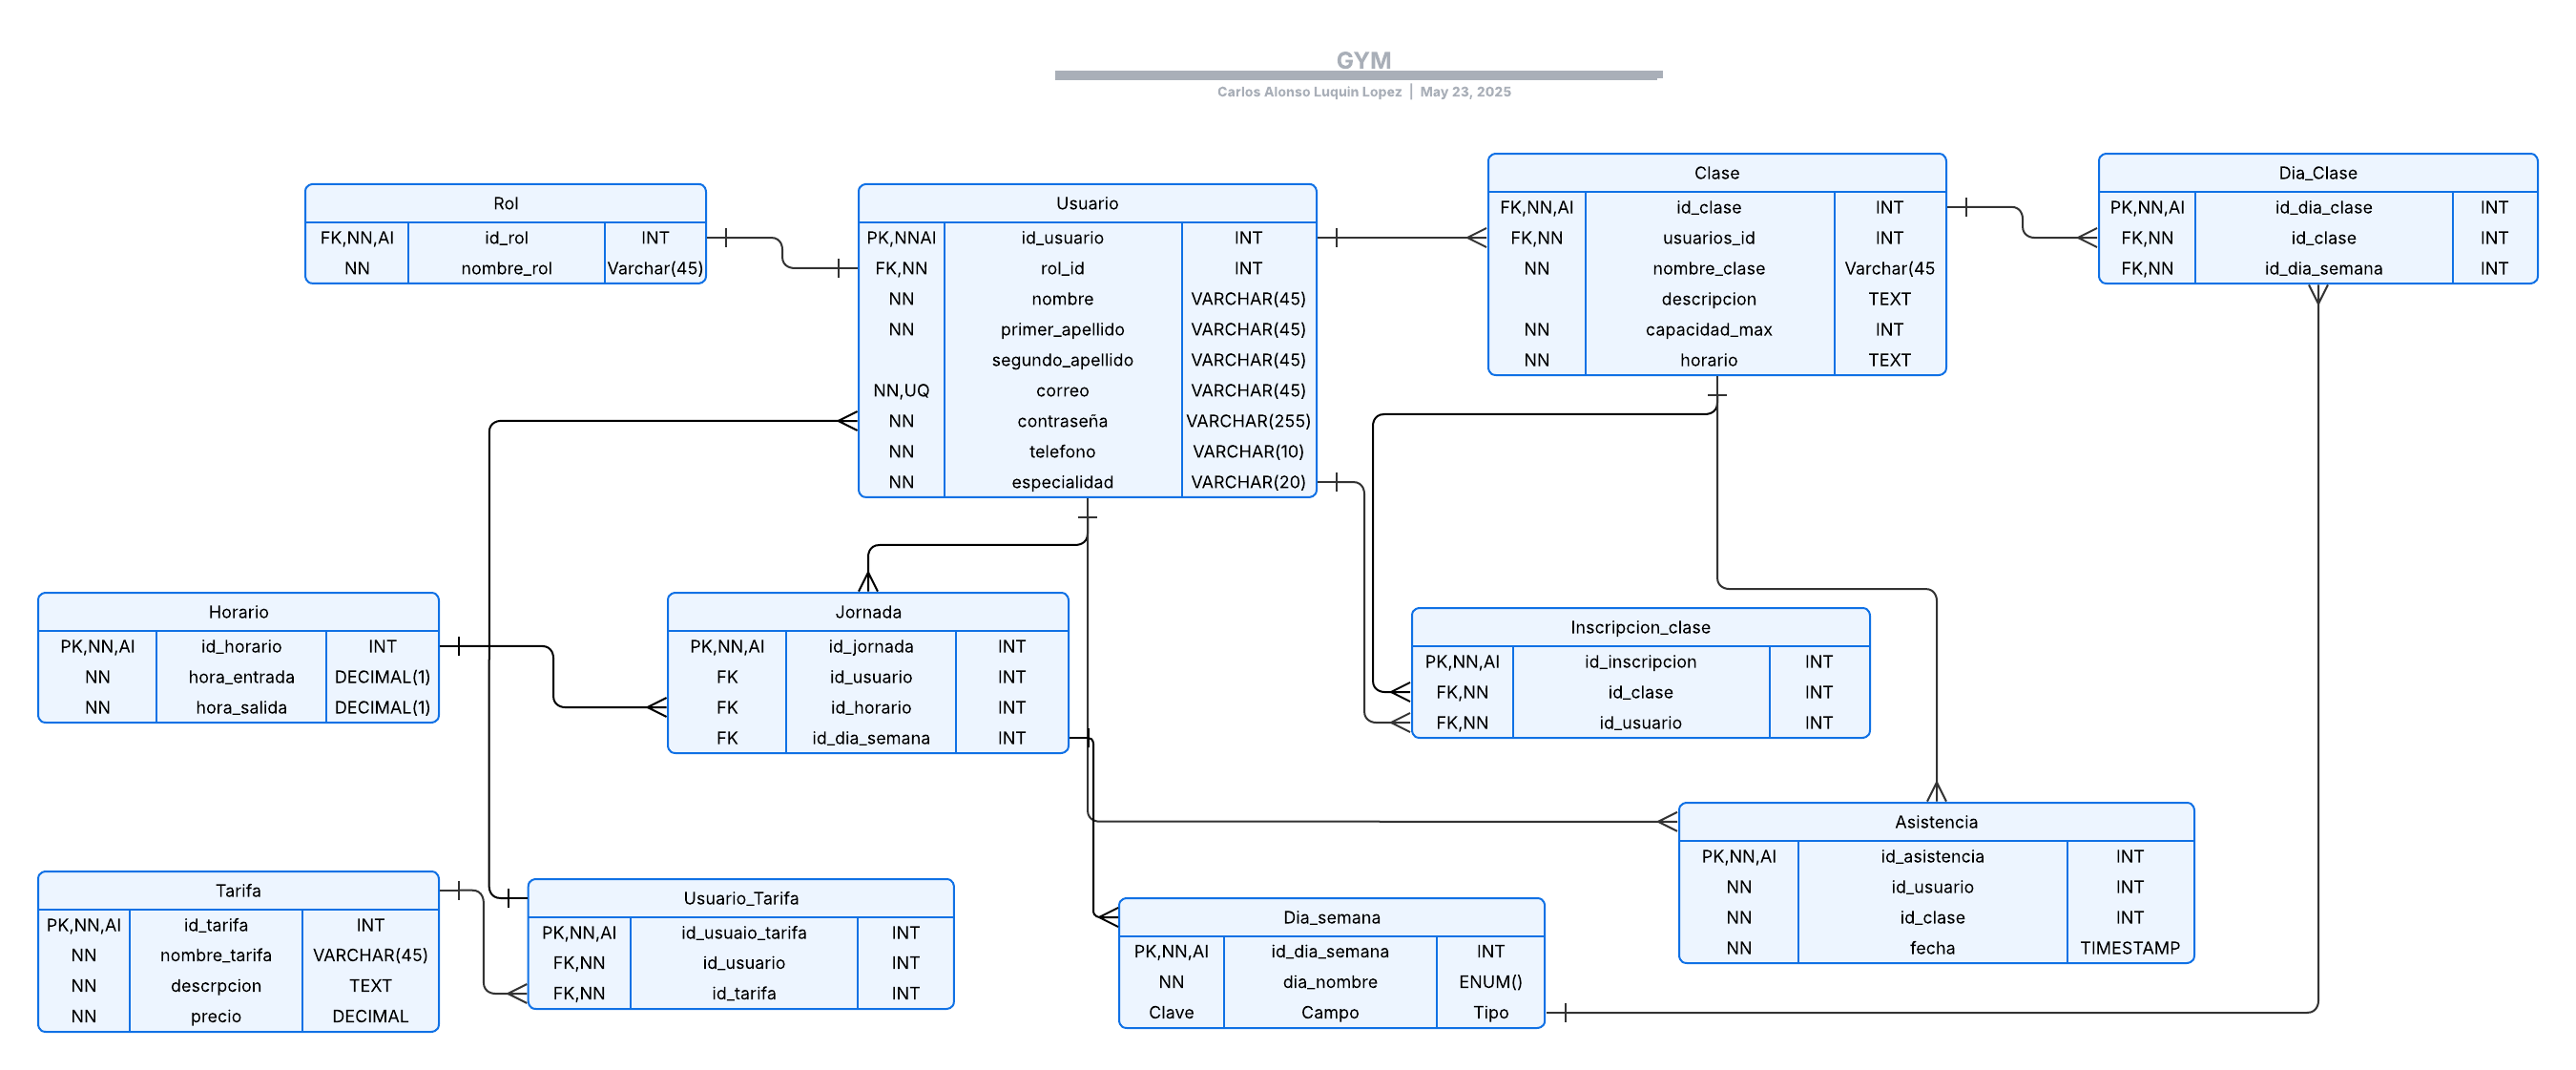 GYM
Carlos Alonso Luquin Lopez | May 23, 2025
Rol
FK,NN,AI id_rol INT
NN nombre_rol Varchar(45)
Usuario
PK,NNAI id_usuario INT
FK,NN rol_id INT
NN nombre VARCHAR(45)
NN primer_apellido VARCHAR(45)
segundo_apellido VARCHAR(45)
NN,UQ correo VARCHAR(45)
NN contraseña VARCHAR(255)
NN telefono VARCHAR(10)
NN especialidad VARCHAR(20)
Clase
FK,NN,AI id_clase INT
FK,NN usuarios_id INT
NN nombre_clase Varchar(45
descripcion TEXT
NN capacidad_max INT
NN horario TEXT
Dia_Clase
PK,NN,AI id_dia_clase INT
FK,NN id_clase INT
FK,NN id_dia_semana INT
Horario
PK,NN,AI id_horario INT
NN hora_entrada DECIMAL(1)
NN hora_salida DECIMAL(1)
Jornada
PK,NN,AI id_jornada INT
FK id_usuario INT
FK id_horario INT
FK id_dia_semana INT
Inscripcion_clase
PK,NN,AI id_inscripcion INT
FK,NN id_clase INT
FK,NN id_usuario INT
Asistencia
PK,NN,AI id_asistencia INT
NN id_usuario INT
NN id_clase INT
NN fecha TIMESTAMP
Tarifa
PK,NN,AI id_tarifa INT
NN nombre_tarifa VARCHAR(45)
NN descrpcion TEXT
NN precio DECIMAL
Usuario_Tarifa
PK,NN,AI id_usuaio_tarifa INT
FK,NN id_usuario INT
FK,NN id_tarifa INT
Dia_semana
PK,NN,AI id_dia_semana INT
NN dia_nombre ENUM()
Clave Campo Tipo